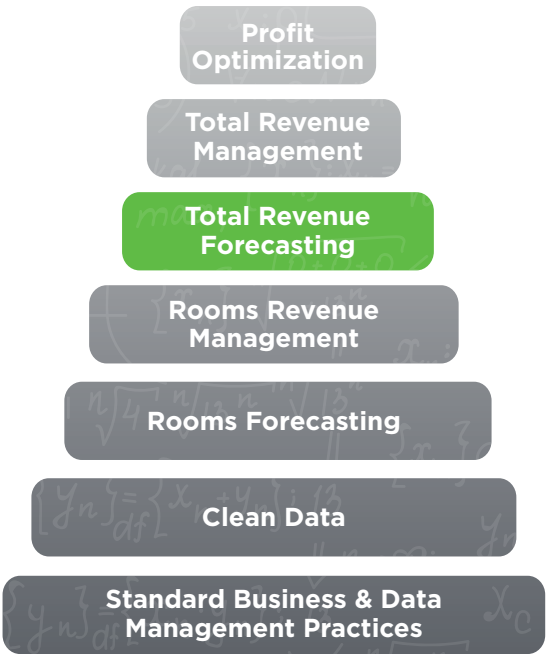 Profit
Optimization
Total Revenue
Management
Total Revenue
Forecasting
Rooms Revenue
Management
Rooms Forecasting
Clean Data
Standard Business & Data
Management Practices